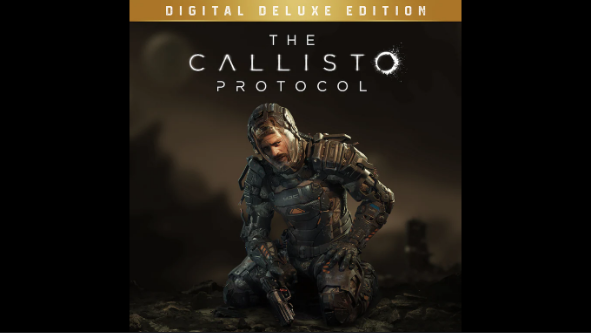 DIGITAL DELUXE EDITION
THE
CALLISTO
PROTOCOL